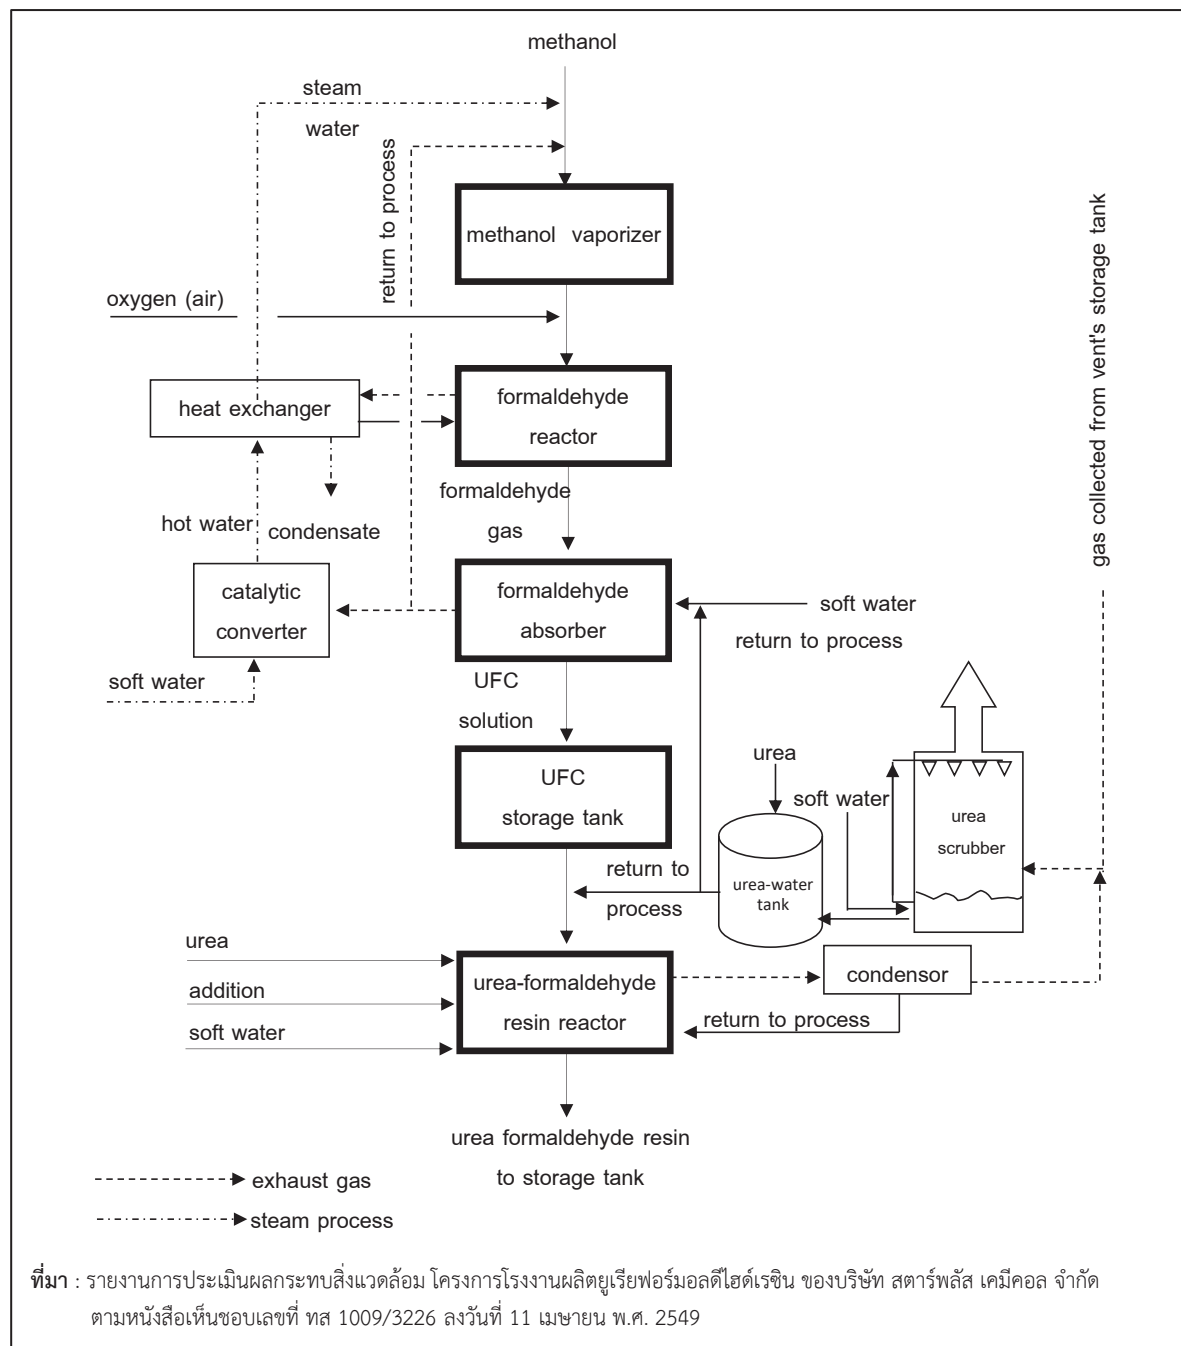 methanol
steam
water
return to process
methanol vaporizer
oxygen (air)
gas collected from vent's storage tank
heat exchanger
formaldehyde
reactor
formaldehyde
gas
hot water
condensate
catalytic
converter
formaldehyde
absorber
soft water
return to process
soft water
UFC
solution
UFC
storage tank
urea
soft water
urea
scrubber
urea-water
tank
return to
process
urea
addition
soft water
urea-formaldehyde
resin reactor
condensor
return to process
urea formaldehyde resin
to storage tank
exhaust gas
steam process
ที่มา : รายงานการประเมินผลกระทบสิ่งแวดล้อม โครงการโรงงานผลิตยูเรียฟอร์มอลดีไฮด์เรซิน ของบริษัท สตาร์พลัส เคมีคอล จำกัด
ตามหนังสือเห็นชอบเลขที่ ทส 1009/3226 ลงวันที่ 11 เมษายน พ.ศ. 2549